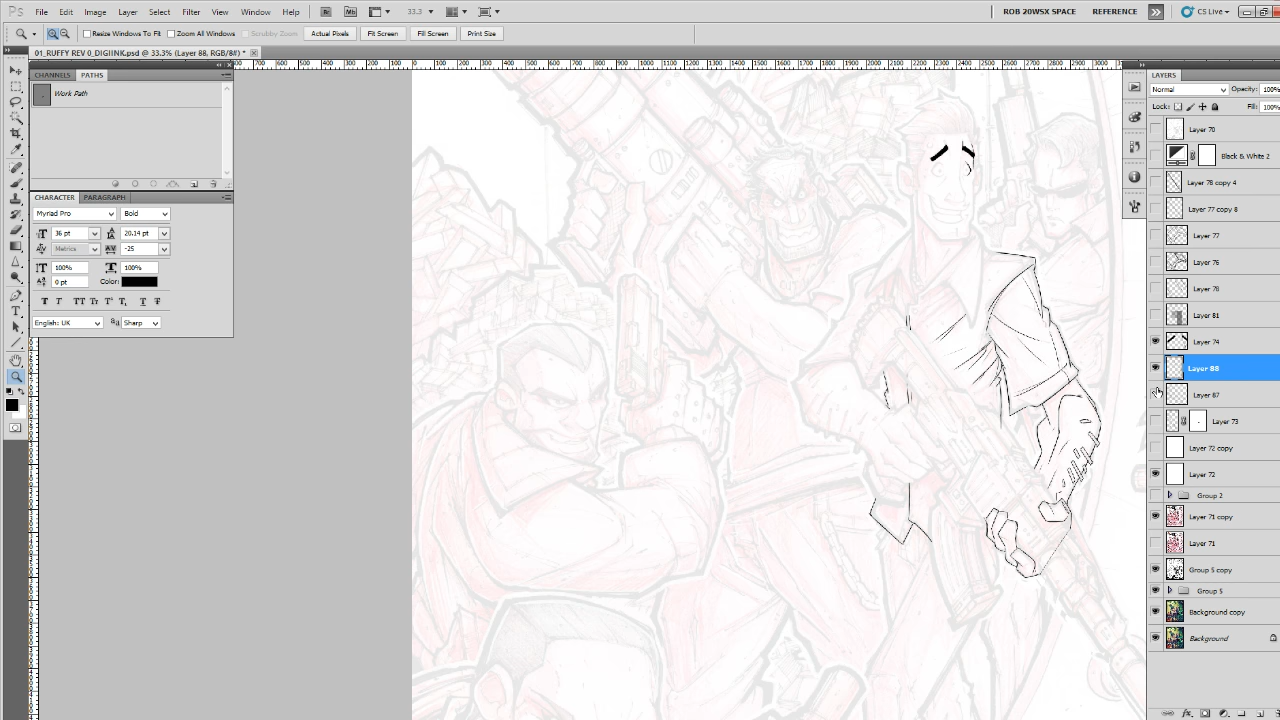 Ps File Edit Image Layer Select Filter View Window Help Br Mb 33.3 ROB 20WSX SPACE REFERENCE CS Live
Resize Windows To Fit Zoom All Windows Scrubby Zoom Actual Pixels Fit Screen Fill Screen Print Size
01_RUFFY REV 0_DIGIINK.psd @ 33.3% (Layer 88, RGB/8#) *
CHANNELS PATHS
Work Path
CHARACTER PARAGRAPH
Myriad Pro Bold
36 pt 20.14 pt
Metrics -25
100% 100%
0 pt Color:
English: UK Sharp
LAYERS
Normal Opacity: 100%
Lock: Fill: 100%
Layer 70
Black & White 2
Layer 78 copy 4
Layer 77 copy 8
Layer 77
Layer 76
Layer 78
Layer 81
Layer 74
Layer 88
Layer 87
Layer 73
Layer 72 copy
Layer 72
Group 2
Layer 71 copy
Layer 71
Group 5 copy
Group 5
Background copy
Background